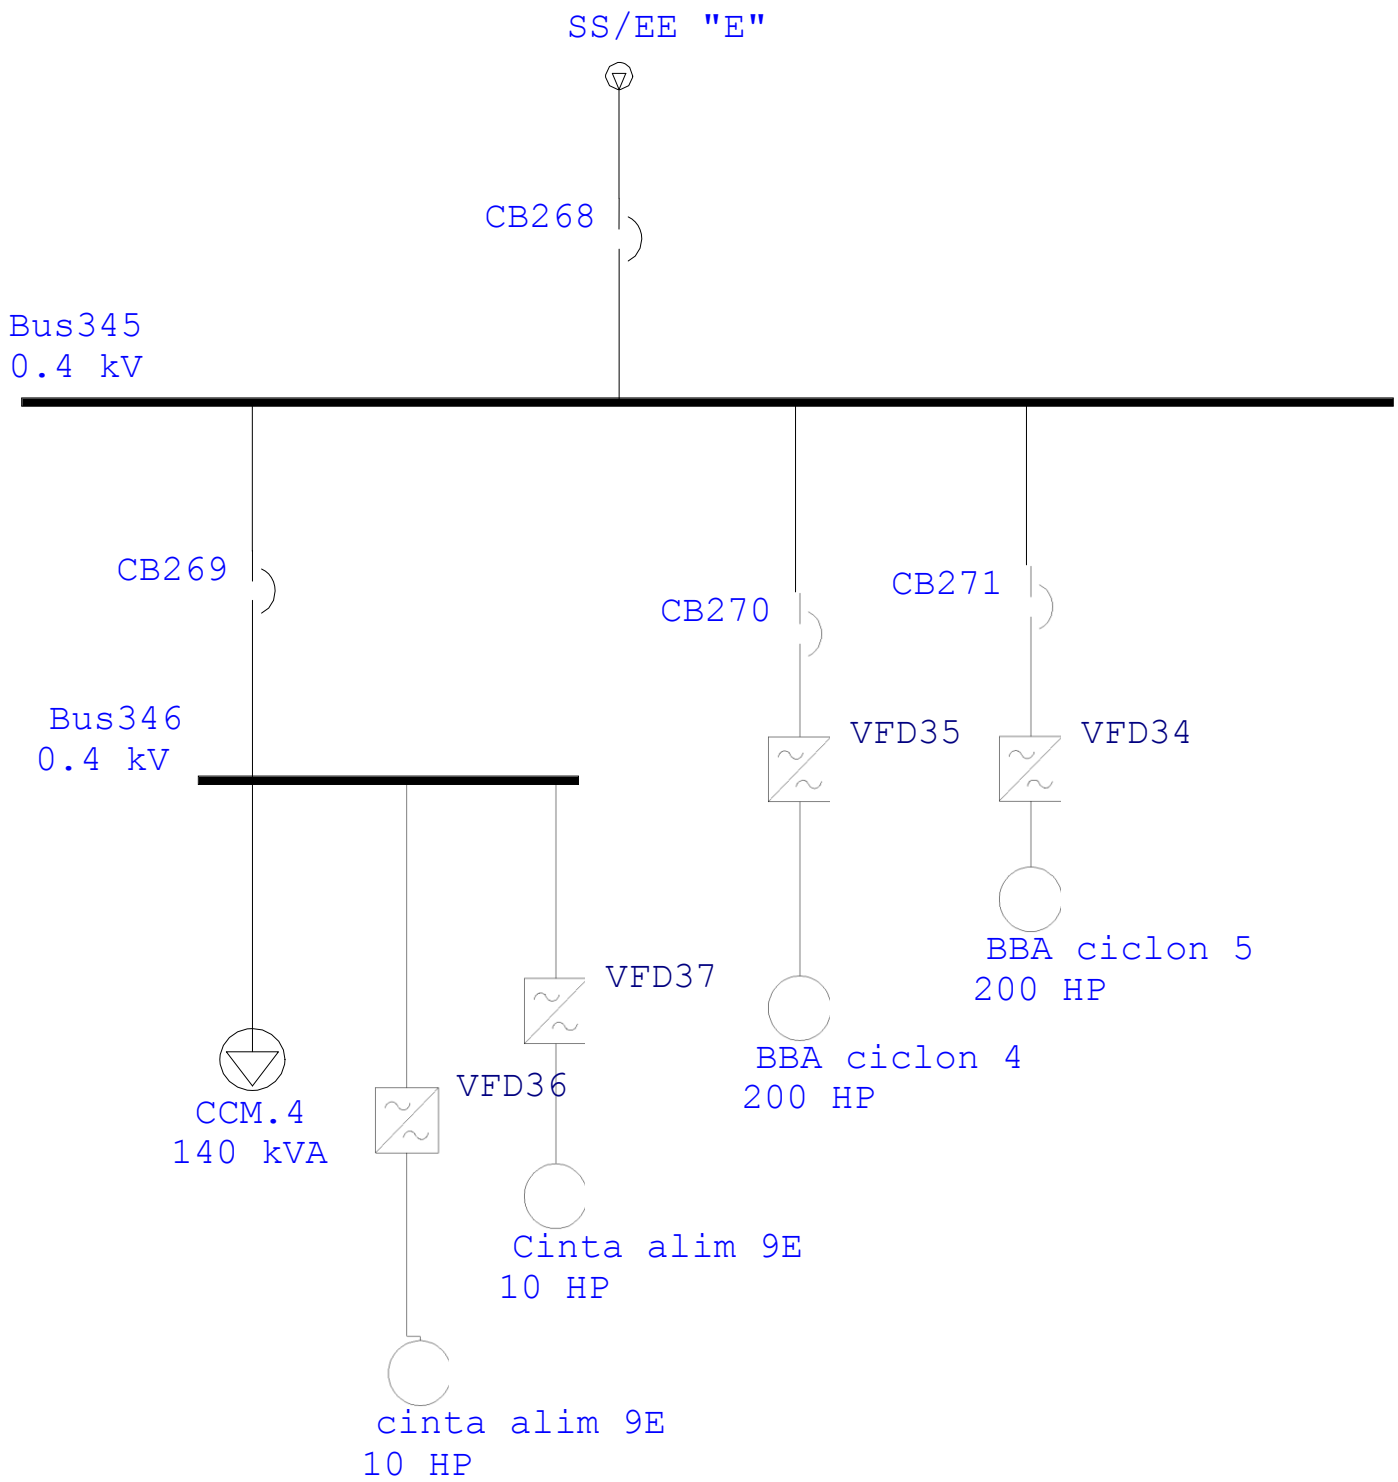 SS/EE "E"
CB268
Bus345
0.4 kV
CB269
CB270
CB271
Bus346
0.4 kV
VFD35
VFD34
BBA ciclon 5
200 HP
VFD37
BBA ciclon 4
200 HP
VFD36
CCM.4
140 kVA
Cinta alim 9E
10 HP
cinta alim 9E
10 HP